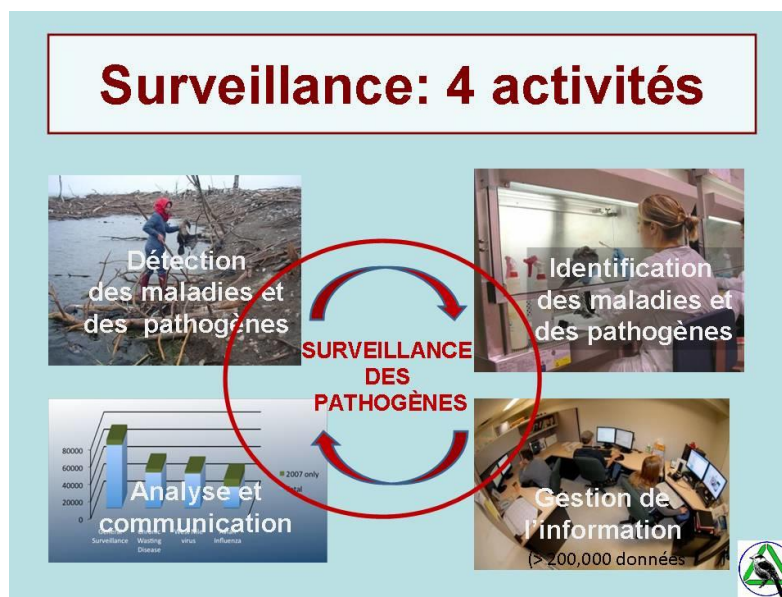 Surveillance: 4 activités
Détection
des maladies et
des pathogènes
Identification
des maladies et
des pathogènes
SURVEILLANCE
DES
PATHOGÈNES
80000
60000
40000
20000
0
2007 only
Surveillance
Wasting
Disease
virus
Influenza
Analyse et
communication
Gestion de
l'information
(> 200,000 données